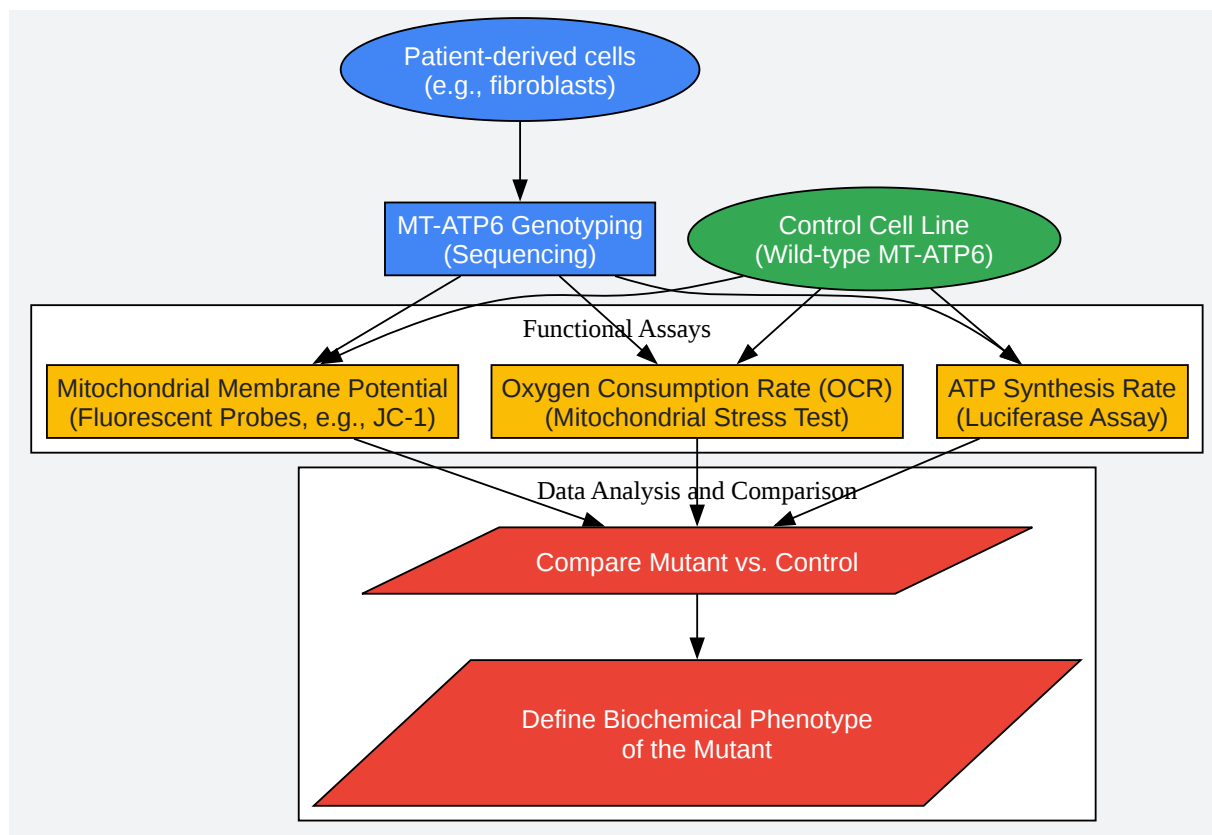 Patient-derived cells
(e.g., fibroblasts)
MT-ATP6 Genotyping
(Sequencing)
Control Cell Line
(Wild-type MT-ATP6)
Functional Assays
Mitochondrial Membrane Potential
(Fluorescent Probes, e.g., JC-1)
Oxygen Consumption Rate (OCR)
(Mitochondrial Stress Test)
ATP Synthesis Rate
(Luciferase Assay)
Data Analysis and Comparison
Compare Mutant vs. Control
Define Biochemical Phenotype
of the Mutant